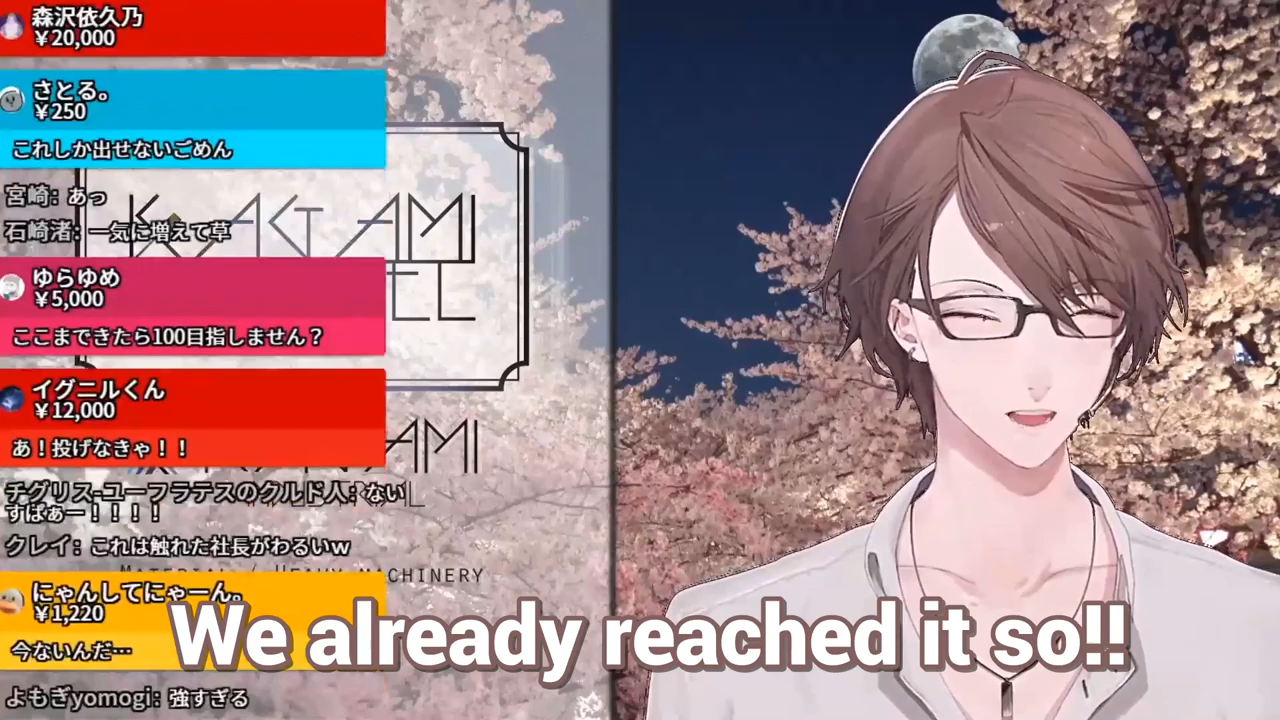 森沢依久乃
￥20,000
さとる。
￥250
これしか出せないごめん
宮崎: あっ
石崎渚: 一気に増えて草
ゆらゆめ
￥5,000
ここまできたら100目指しません？
イグニルくん
￥12,000
あ！投げなきゃ！！
チグリス-ユーフラテスのクルド人: ない
すぱあー！！！！
クレイ: これは触れた社長がわるいw
にゃんしてにゃーん。
￥1,220
今ないんだ…
よもぎyomogi: 強すぎる
AMI
AMI
MATERIAL / HEAVY MACHINERY
We already reached it so!!